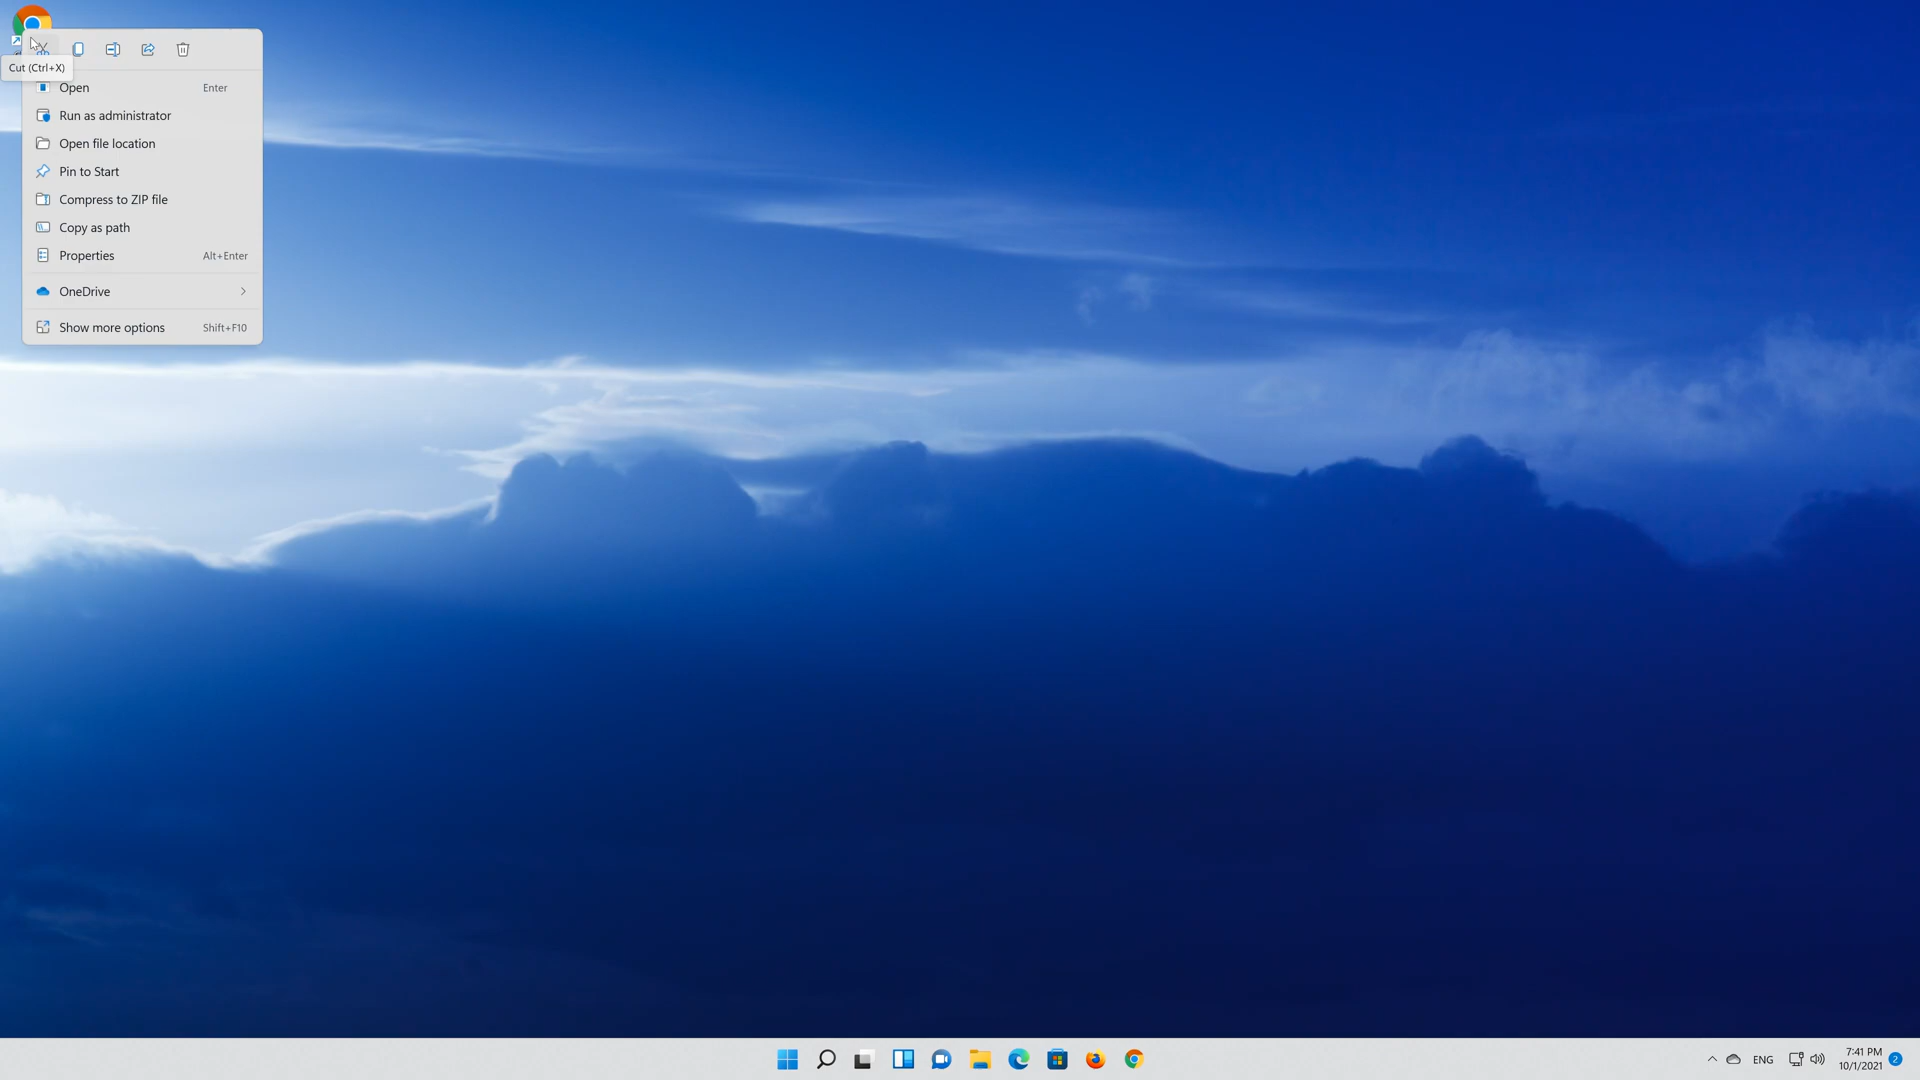 Cut (Ctrl+X)
Open Enter
Run as administrator
Open file location
Pin to Start
Compress to ZIP file
Copy as path
Properties Alt+Enter
OneDrive
Show more options Shift+F10
ENG
7:41 PM
10/1/2021
2